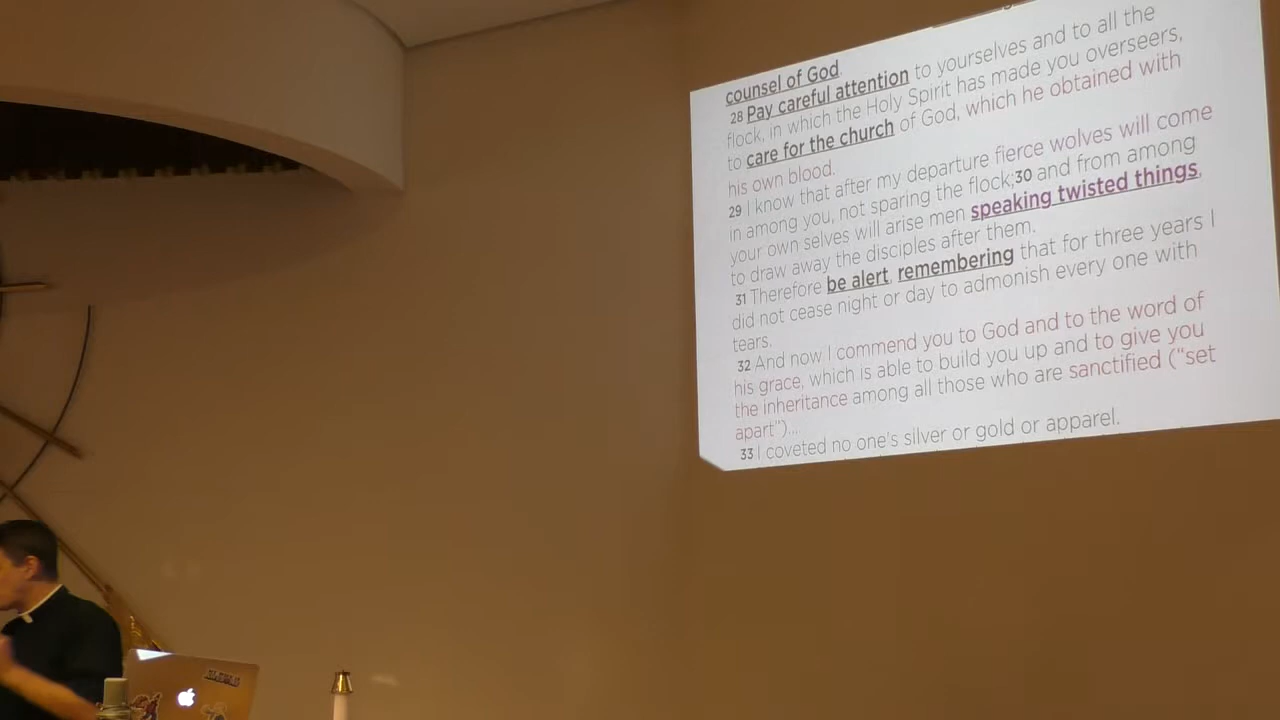 counsel of God.
28 Pay careful attention to yourselves and to all the
flock, in which the Holy Spirit has made you overseers,
to care for the church of God, which he obtained with
his own blood.
29 I know that after my departure fierce wolves will come
in among you, not sparing the flock;30 and from among
your own selves will arise men speaking twisted things,
to draw away the disciples after them.
31 Therefore be alert, remembering that for three years I
did not cease night or day to admonish every one with
tears.
32 And now I commend you to God and to the word of
his grace, which is able to build you up and to give you
the inheritance among all those who are sanctified (“set
apart”)...
33 I coveted no one's silver or gold or apparel.